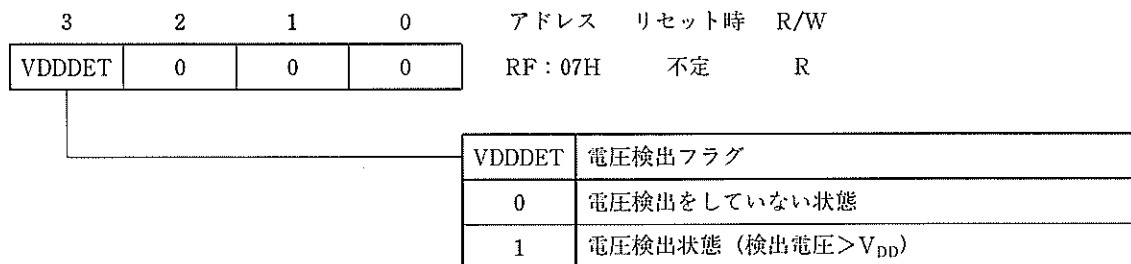 3 2 1 0 アドレス リセット時 R/W
VDDDET 0 0 0 RF：07H 不定 R
VDDDET 電圧検出フラグ
0 電圧検出をしていない状態
1 電圧検出状態（検出電圧＞VDD）